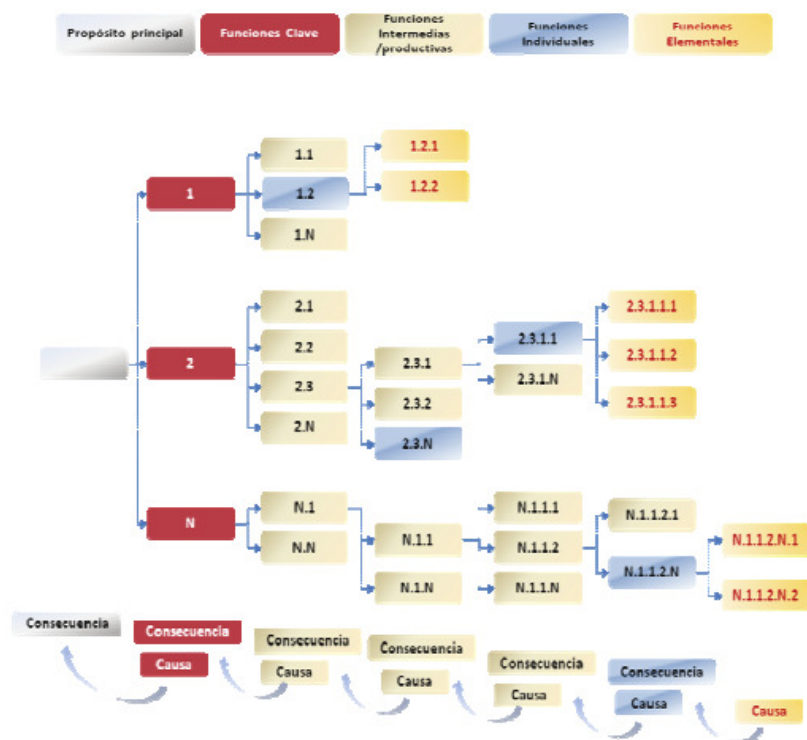 Propósito principal
Funciones Clave
Funciones
Intermedias
/productivas
Funciones
Individuales
Funciones
Elementales
1
1.1
1.2
1.N
1.2.1
1.2.2
2
2.1
2.2
2.3
2.N
2.3.1
2.3.2
2.3.N
2.3.1.1
2.3.1.N
2.3.1.1.1
2.3.1.1.2
2.3.1.1.3
N
N.1
N.N
N.1.1
N.1.N
N.1.1.1
N.1.1.2
N.1.1.N
N.1.1.2.1
N.1.1.2.N
N.1.1.2.N.1
N.1.1.2.N.2
Consecuencia
Consecuencia
Causa
Consecuencia
Causa
Consecuencia
Causa
Consecuencia
Causa
Consecuencia
Causa
Causa